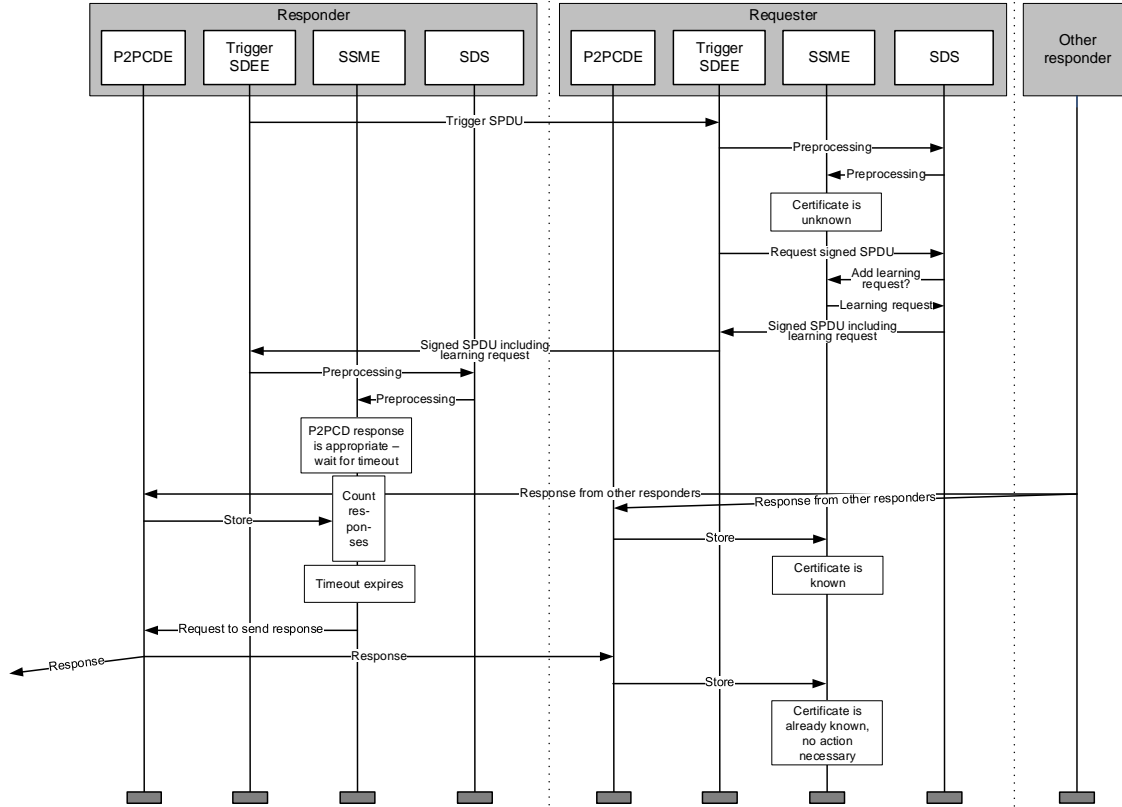 Responder
Requester
Other
responder
P2PCDE
Trigger
SDEE
SSME
SDS
P2PCDE
Trigger
SDEE
SSME
SDS
Trigger SPDU
Preprocessing
Preprocessing
Certificate is
unknown
Request signed SPDU
Add learning
request?
Learning request
Signed SPDU including
learning request
Signed SPDU including
learning request
Preprocessing
Preprocessing
P2PCD response
is appropriate –
wait for timeout
Response from other responders
Response from other responders
Count
res-
pon-
ses
Store
Store
Certificate is
known
Timeout expires
Request to send response
Response
Response
Store
Certificate is
already known,
no action
necessary